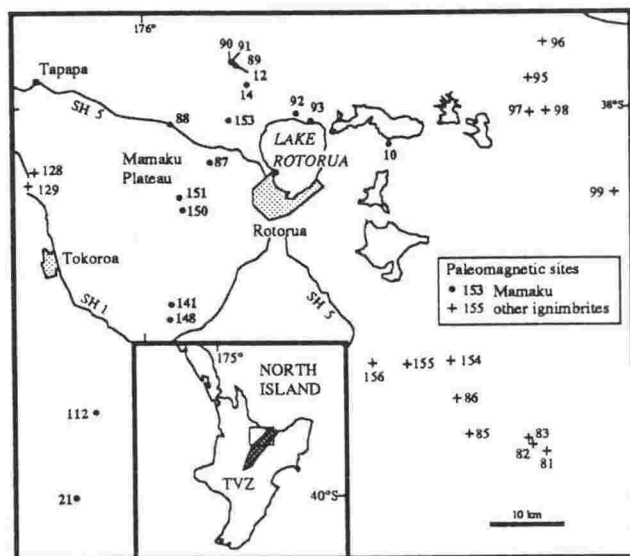 176°
90
91
89
12
14
96
95
Tapapa
SH 5
88
153
92
93
97
98
38°S
LAKE
ROTORUA
87
10
128
129
Mamaku
Plateau
151
150
99
Rotorua
Tokoroa
SH 1
SH 5
Paleomagnetic sites
153 Mamaku
155 other ignimbrites
141
148
175°
NORTH
ISLAND
156
155
154
86
112
85
83
82
81
TVZ
21
40°S
10 km